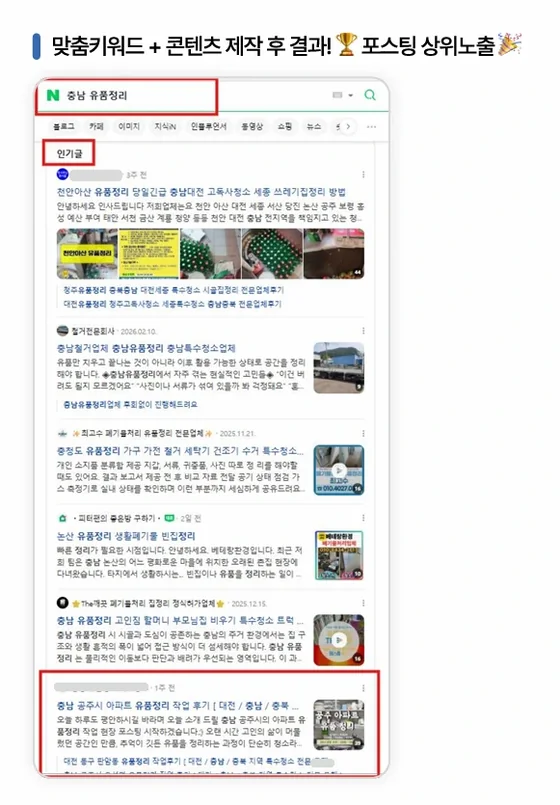 맞춤키워드 + 콘텐츠 제작 후 결과! 🏆 포스팅 상위노출 🎉
N 충남 유품정리
블로그 카페 이미지 지식iN 인플루언서 동영상 쇼핑 뉴스
인기글
3주 전
천안아산 유품정리 당일긴급 충남대전 고독사청소 세종 쓰레기집정리 방법
안녕하세요 인사드립니다 저희업체는요 천안 아산 대전 세종 서산 당진 논산 공주 보령 홍
성 예산 부여 태안 서천 금산 계룡 청양 등등 천안 대전 충남 전지역을 책임지고 있는 청..
천안아산 유품정리
44
청주유품정리 충북충남 대전세종 특수청소 시골집정리 전문업체후기
대전유품정리 청주고독사청소 세종특수청소 충남충북 전문업체후기
철거전문회사 · 2026.02.10.
충남철거업체 충남유품정리 충남특수청소업체
유품만 치우고 끝나는 것이 아니라 이후 활용 가능한 상태로 공간을 정리
해야 합니다. ◈충남유품정리에서 자주 겪는 현실적인 고민들◈ "이건 버
려도 될지 모르겠어요" "사진이나 서류가 섞여 있을까 봐 걱정돼요" "홈...
9
충남유품정리업체 후회없이 진행해드려요
✨최고수 폐기물처리 유품정리 전문업체✨ · 2025.11.21.
충청도 유품정리 가구 가전 철거 세탁기 건조기 수거 특수청소...
개인 소지품 분류함 제공 지갑, 서류, 귀중품, 사진 따로 정 리를 해야할
때도 있어요. 결과 보고서 제공 전 후 비교 자료 전달 공기 상태 점검 가
스 측정기로 실내 상태를 확인하며 이런 부분까지 세심하게 공유드려요...
최고수
16
· 피터팬의 좋은방 구하기 · 2일 전
논산 유품정리 생활폐기물 빈집정리
빠른 정리가 필요한 시점입니다. 안녕하세요. 베테랑환경입니다. 최근 저
희 팀은 충남 논산의 어느 평화로운 마을에 위치한 오래된 촌집 현장에
다녀왔습니다. 타지에서 생활하시는... 빈집이나 유품을 정리하는 일이 ..
베테랑환경
10
⭐The깨끗 폐기물처리 집정리 정식허가업체⭐ · 2025.12.15.
충남 유품정리 고인짐 할머니 부모님집 비우기 특수청소 트럭 ...
충남 유품정리 시 시골과 도심이 공존하는 충남의 주거 환경에서는 집 구
조와 생활 흔적의 폭이 넓어 접근 방식이 더 섬세해야 합니다. 충남 유품
정리 는 물리적인 이동보다 판단과 배려가 우선되는 영역입니다. 이 과..
16
1주 전
충남 공주시 아파트 유품정리 작업 후기 [ 대전 / 충남 / 충북 ...
오늘 하루도 평안하시길 바라며 오늘 소개 드릴 충남 공주시의 아파트 유
품정리 작업 현장 포스팅 시작하겠습니다;) 오랜 시간 고인의 삶이 머물
렀던 공간인 만큼, 추억이 깃든 유품을 정리하는 과정이 단순히 청소라..
공주 아파트
유품정리
25
대전 동구 판암동 유품정리 작업후기 [ 대전 / 충남 / 충북 지역 특수청소 전문